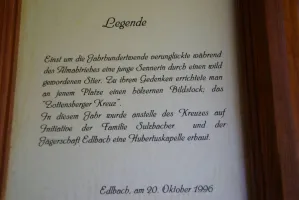 Legende
Einst um die Jahrhundertwende verunglückte während
des Almabtriebes eine junge Sennerin durch einen wild
gewordenen Stier. Zu ihrem Gedenken errichtete man
an jenem Platze einen hölzernen Bildstock; das
"Gottensberger Kreuz".
In diesem Jahr wurde anstelle des Kreuzes auf
Initiative der Familie Sulzbacher und der
Jägerschaft Edlbach eine Hubertuskapelle erbaut.
Edlbach, am 20. Oktober 1996